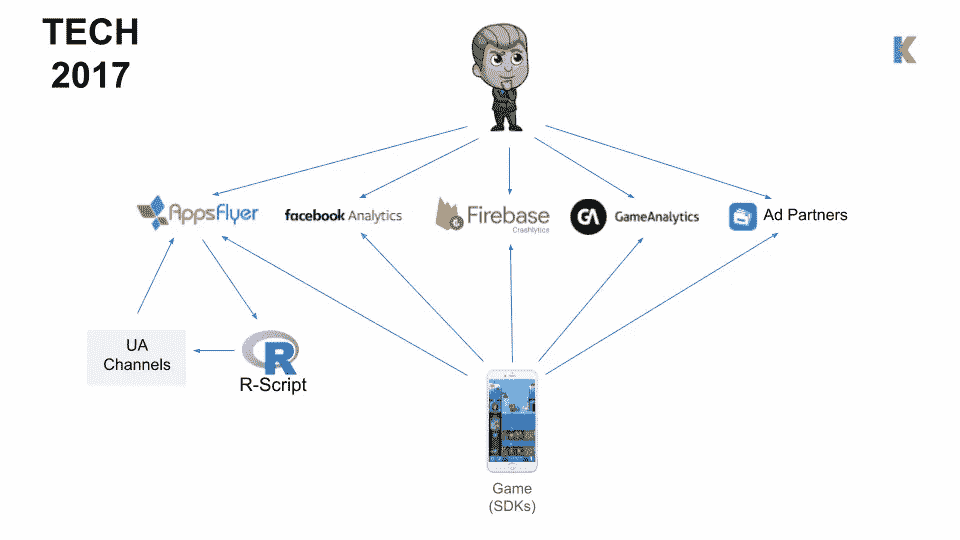 TECH
2017
K
AppsFlyer
facebook Analytics
Firebase
Crashlytics
GA
GameAnalytics
Ad Partners
UA
Channels
R
R-Script
Game
(SDKs)